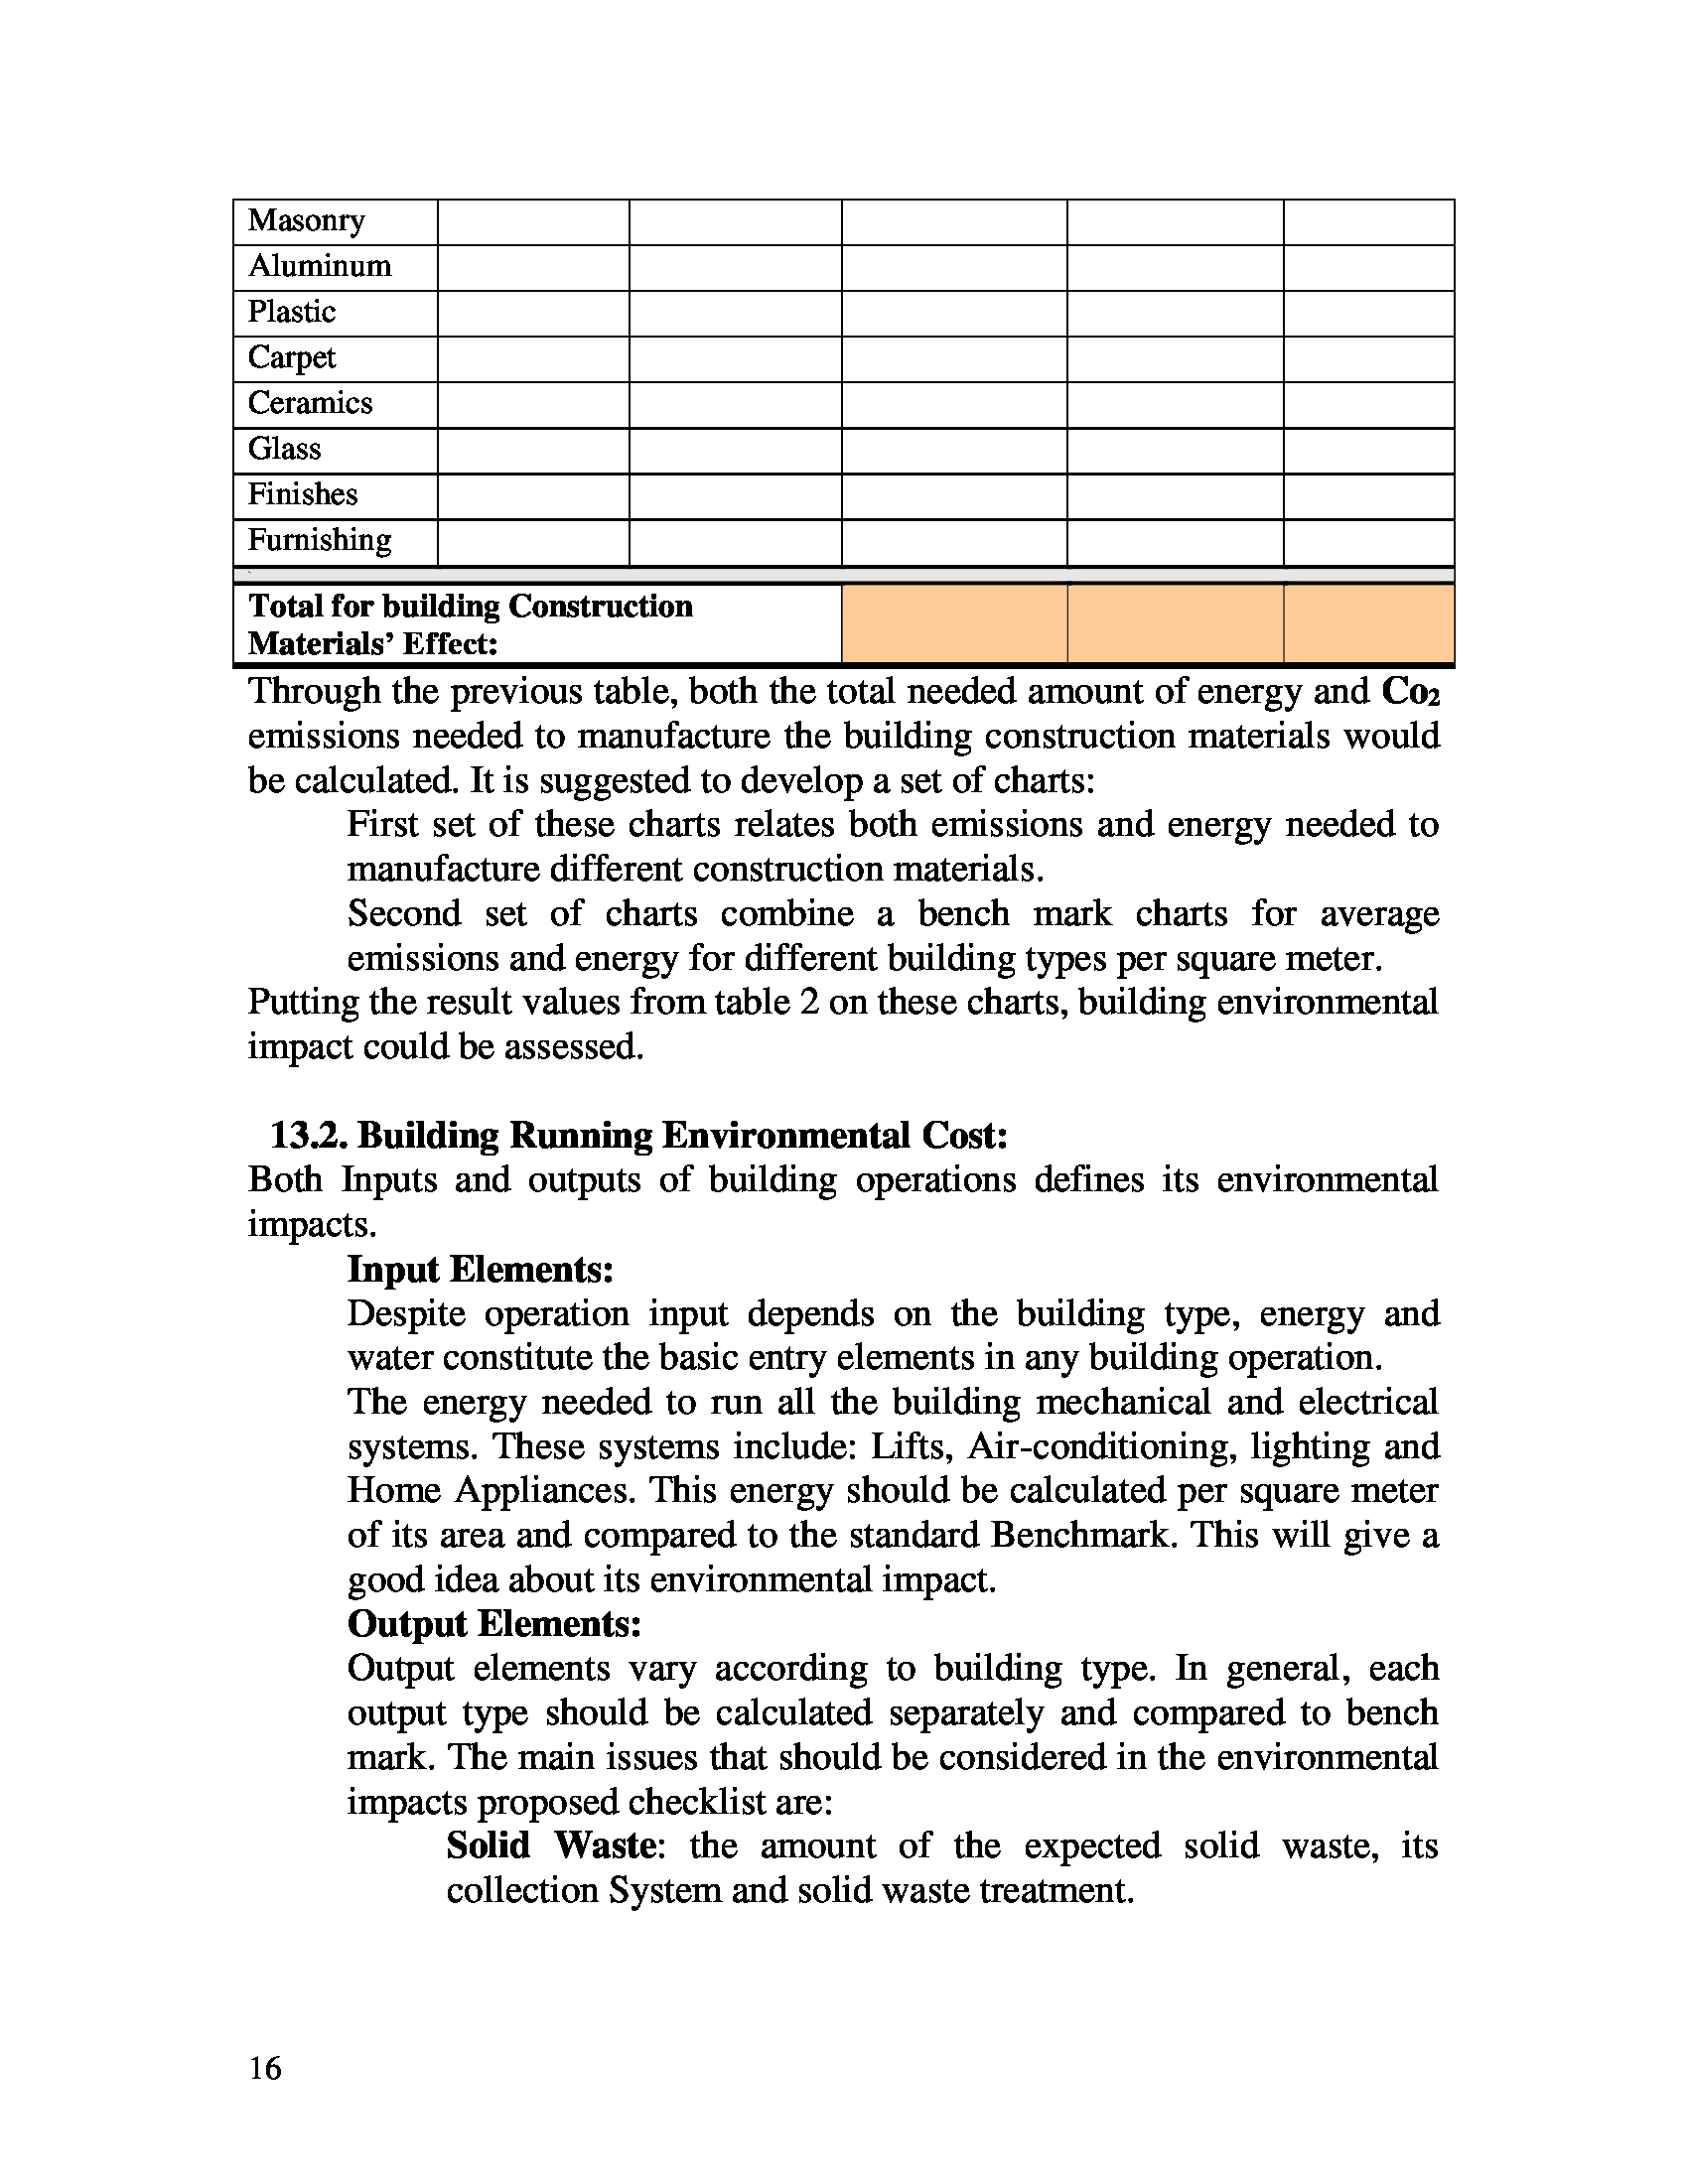 Masonry
Aluminum
Plastic
Carpet
Ceramics
Glass
Finishes
Furnishing
Total for building Construction
Materials’ Effect:
Through the previous table, both the total needed amount of energy and Co₂
emissions needed to manufacture the building construction materials would
be calculated. It is suggested to develop a set of charts:
First set of these charts relates both emissions and energy needed to
manufacture different construction materials.
Second set of charts combine a bench mark charts for average
emissions and energy for different building types per square meter.
Putting the result values from table 2 on these charts, building environmental
impact could be assessed.
13.2. Building Running Environmental Cost:
Both Inputs and outputs of building operations defines its environmental
impacts.
Input Elements:
Despite operation input depends on the building type, energy and
water constitute the basic entry elements in any building operation.
The energy needed to run all the building mechanical and electrical
systems. These systems include: Lifts, Air-conditioning, lighting and
Home Appliances. This energy should be calculated per square meter
of its area and compared to the standard Benchmark. This will give a
good idea about its environmental impact.
Output Elements:
Output elements vary according to building type. In general, each
output type should be calculated separately and compared to bench
mark. The main issues that should be considered in the environmental
impacts proposed checklist are:
Solid Waste: the amount of the expected solid waste, its
collection System and solid waste treatment.
16